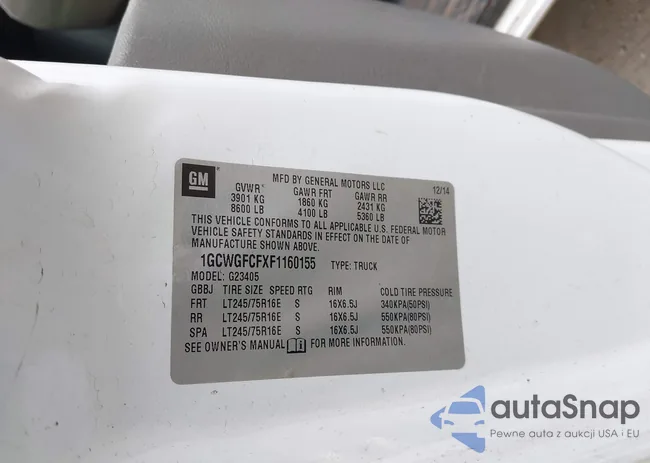 GM
MFD BY GENERAL MOTORS LLC
12/14
GVWR GAWR FRT GAWR RR
3901 KG 1860 KG 2431 KG
8600 LB 4100 LB 5360 LB
THIS VEHICLE CONFORMS TO ALL APPLICABLE U.S. FEDERAL MOTOR
VEHICLE SAFETY STANDARDS IN EFFECT ON THE DATE OF
MANUFACTURE SHOWN ABOVE.
1GCWGFCFXF1160155 TYPE: TRUCK
MODEL: G23405
GBBJ TIRE SIZE SPEED RTG RIM COLD TIRE PRESSURE
FRT LT245/75R16E S 16X6.5J 340KPA(50PSI)
RR LT245/75R16E S 16X6.5J 550KPA(80PSI)
SPA LT245/75R16E S 16X6.5J 550KPA(80PSI)
SEE OWNER'S MANUAL FOR MORE INFORMATION.
autaSnap
Pewne auta z aukcji USA i EU